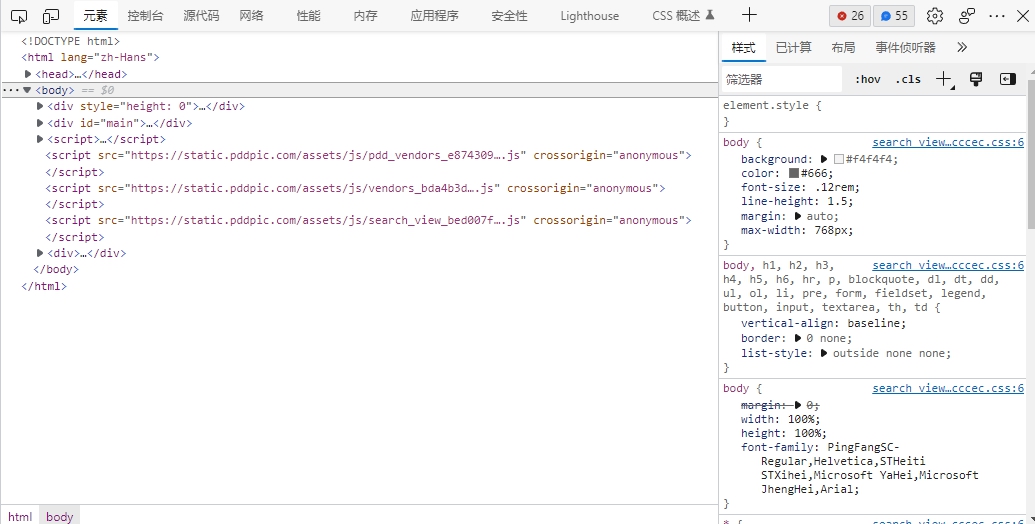 元素 控制台 源代码 网络 性能 内存 应用程序 安全性 Lighthouse CSS 概述 26 55
<!DOCTYPE html>
<html lang="zh-Hans">
<head>…</head>
<body> == $0
<div style="height: 0">…</div>
<div id="main">…</div>
<script>…</script>
<script src="https://static.pddpic.com/assets/js/pdd_vendors_e874309….js" crossorigin="anonymous">
</script>
<script src="https://static.pddpic.com/assets/js/vendors_bda4b3d….js" crossorigin="anonymous">
</script>
<script src="https://static.pddpic.com/assets/js/search_view_bed007f….js" crossorigin="anonymous">
</script>
<div>…</div>
</body>
</html>
html body
样式 已计算 布局 事件侦听器
筛选器 :hov .cls
element.style {
}
body { search_view…cccec.css:6
background: #f4f4f4;
color: #666;
font-size: .12rem;
line-height: 1.5;
margin: auto;
max-width: 768px;
}
body, h1, h2, h3, search_view…cccec.css:6
h4, h5, h6, hr, p, blockquote, dl, dt, dd,
ul, ol, li, pre, form, fieldset, legend,
button, input, textarea, th, td {
vertical-align: baseline;
border: 0 none;
list-style: outside none none;
}
body { search_view…cccec.css:6
margin: 0;
width: 100%;
height: 100%;
font-family: PingFangSC-
Regular,Helvetica,STHeiti
STXihei,Microsoft YaHei,Microsoft
JhengHei,Arial;
}
* { search_view…cccec.css:6